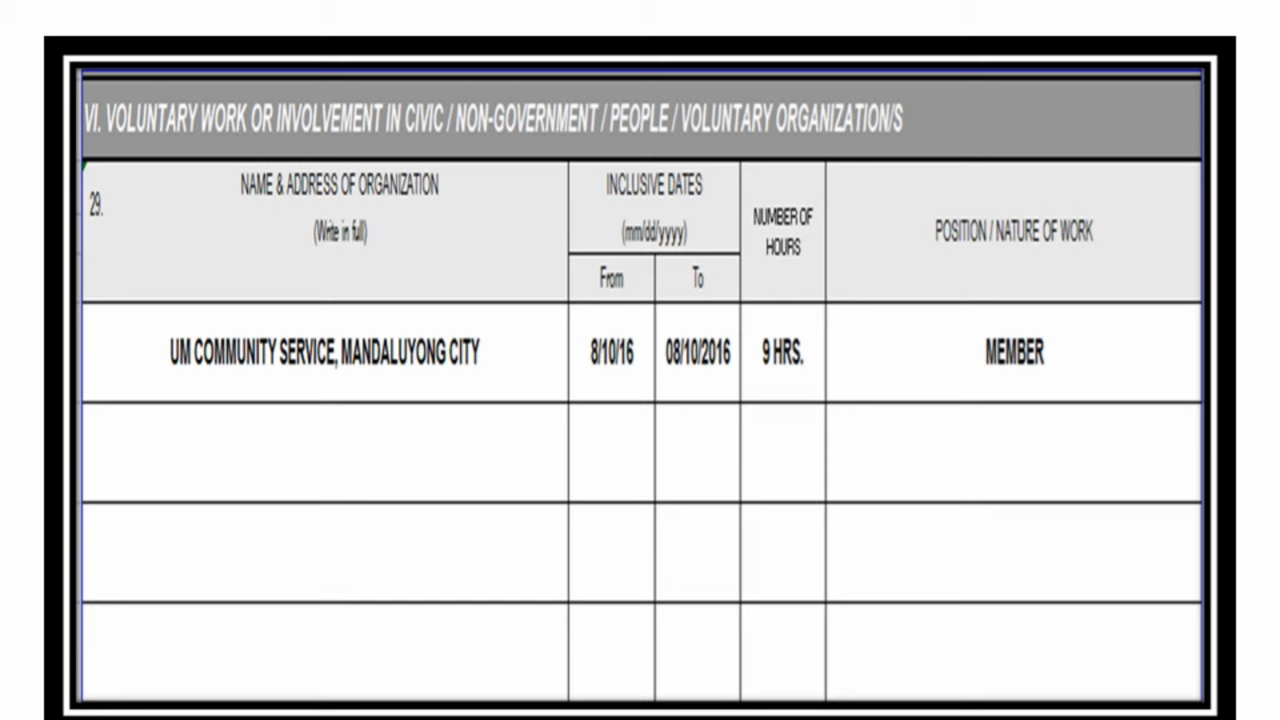 VI. VOLUNTARY WORK OR INVOLVEMENT IN CIVIC / NON-GOVERNMENT / PEOPLE / VOLUNTARY ORGANIZATION/S
29.
NAME & ADDRESS OF ORGANIZATION
(Write in full)
INCLUSIVE DATES
(mm/dd/yyyy)
From
To
NUMBER OF
HOURS
POSITION / NATURE OF WORK
UM COMMUNITY SERVICE, MANDALUYONG CITY
8/10/16
08/10/2016
9 HRS.
MEMBER